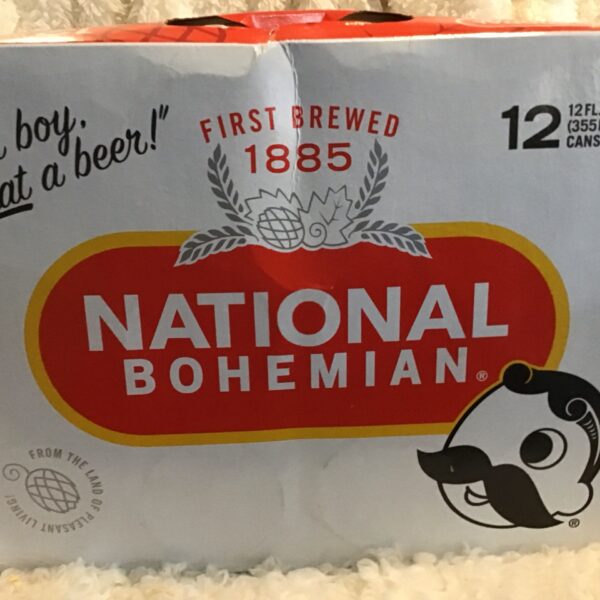 boy,
at a beer!"
FIRST BREWED
1885
12
12 FL.
(355
CANS
NATIONAL
BOHEMIAN®
FROM THE LAND OF PLEASANT LIVING!
®